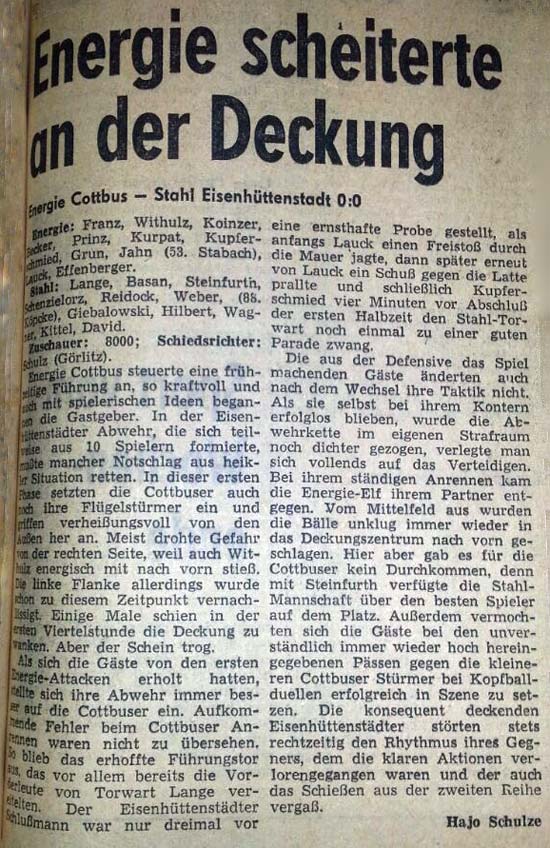 Energie scheiterte
an der Deckung
Energie Cottbus – Stahl Eisenhüttenstadt 0:0
Energie: Franz, Withulz, Koinzer,
Becker, Prinz, Kurpat, Kupfer-
schmied, Grun, Jahn (53. Stabach),
Lauck, Effenberger.
Stahl: Lange, Basan, Steinfurth,
Schenzielorz, Reidock, Weber, (88.
Köpcke), Giebalowski, Hilbert, Wag-
ner, Kittel, David.
Zuschauer: 8000; Schiedsrichter:
Schulz (Görlitz).
Energie Cottbus steuerte eine früh-
zeitige Führung an, so kraftvoll und
auch mit spielerischen Ideen began-
nen die Gastgeber. In der Eisen-
hüttenstädter Abwehr, die sich teil-
weise aus 10 Spielern formierte,
mußte mancher Notschlag aus heik-
ler Situation retten. In dieser ersten
Phase setzten die Cottbuser auch
noch ihre Flügelstürmer ein und
griffen verheißungsvoll von den
Außen her an. Meist drohte Gefahr
von der rechten Seite, weil auch Wit-
hulz energisch mit nach vorn stieß.
Die linke Flanke allerdings wurde
schon zu diesem Zeitpunkt vernach-
lässigt. Einige Male schien in der
ersten Viertelstunde die Deckung zu
wanken. Aber der Schein trog.
Als sich die Gäste von den ersten
Energie-Attacken erholt hatten,
stellte sich ihre Abwehr immer bes-
ser auf die Cottbuser ein. Aufkom-
mende Fehler beim Cottbuser An-
rennen waren nicht zu übersehen.
So blieb das erhoffte Führungstor
aus, das vor allem bereits die Vor-
derleute von Torwart Lange ver-
eitelten. Der Eisenhüttenstädter
Schlußmann war nur dreimal vor
eine ernsthafte Probe gestellt, als
anfangs Lauck einen Freistoß durch
die Mauer jagte, dann später erneut
von Lauck ein Schuß gegen die Latte
prallte und schließlich Kupfer-
schmied vier Minuten vor Abschluß
der ersten Halbzeit den Stahl-Tor-
wart noch einmal zu einer guten
Parade zwang.
Die aus der Defensive das Spiel
machenden Gäste änderten auch
nach dem Wechsel ihre Taktik nicht.
Als sie selbst bei ihrem Kontern
erfolglos blieben, wurde die Ab-
wehrkette im eigenen Strafraum
noch dichter gezogen, verlegte man
sich vollends auf das Verteidigen.
Bei ihrem ständigen Anrennen kam
die Energie-Elf ihrem Partner ent-
gegen. Vom Mittelfeld aus wurden
die Bälle unklug immer wieder in
das Deckungszentrum nach vorn ge-
schlagen. Hier aber gab es für die
Cottbuser kein Durchkommen, denn
mit Steinfurth verfügte die Stahl-
Mannschaft über den besten Spieler
auf dem Platz. Außerdem vermoch-
ten sich die Gäste bei den unver-
ständlich immer wieder hoch herein-
gegebenen Pässen gegen die kleine-
ren Cottbuser Stürmer bei Kopfball-
duellen erfolgreich in Szene zu set-
zen. Die konsequent deckenden
Eisenhüttenstädter störten stets
rechtzeitig den Rhythmus ihres Geg-
ners, dem die klaren Aktionen ver-
lorengegangen waren und der auch
das Schießen aus der zweiten Reihe
vergaß.
Hajo Schulze